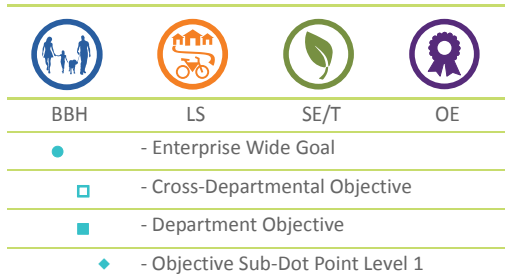 BBH LS SE/T OE
- Enterprise Wide Goal
- Cross-Departmental Objective
- Department Objective
- Objective Sub-Dot Point Level 1